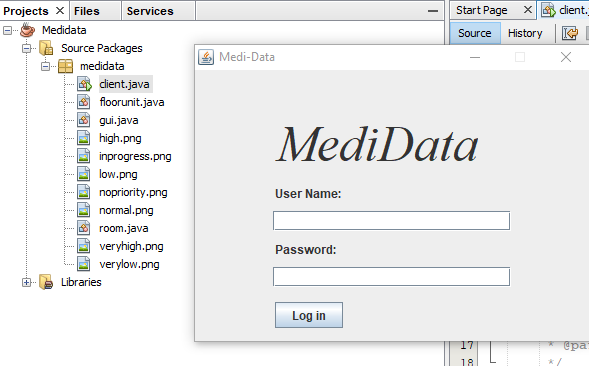 Projects
Files
Services
Medidata
Source Packages
medidata
client.java
floorunit.java
gui.java
high.png
inprogress.png
low.png
nopriority.png
normal.png
room.java
veryhigh.png
verylow.png
Libraries
Start Page
client.j
Source
History
Medi-Data
MediData
User Name:
Password:
Log in
17 * @pa
18 */